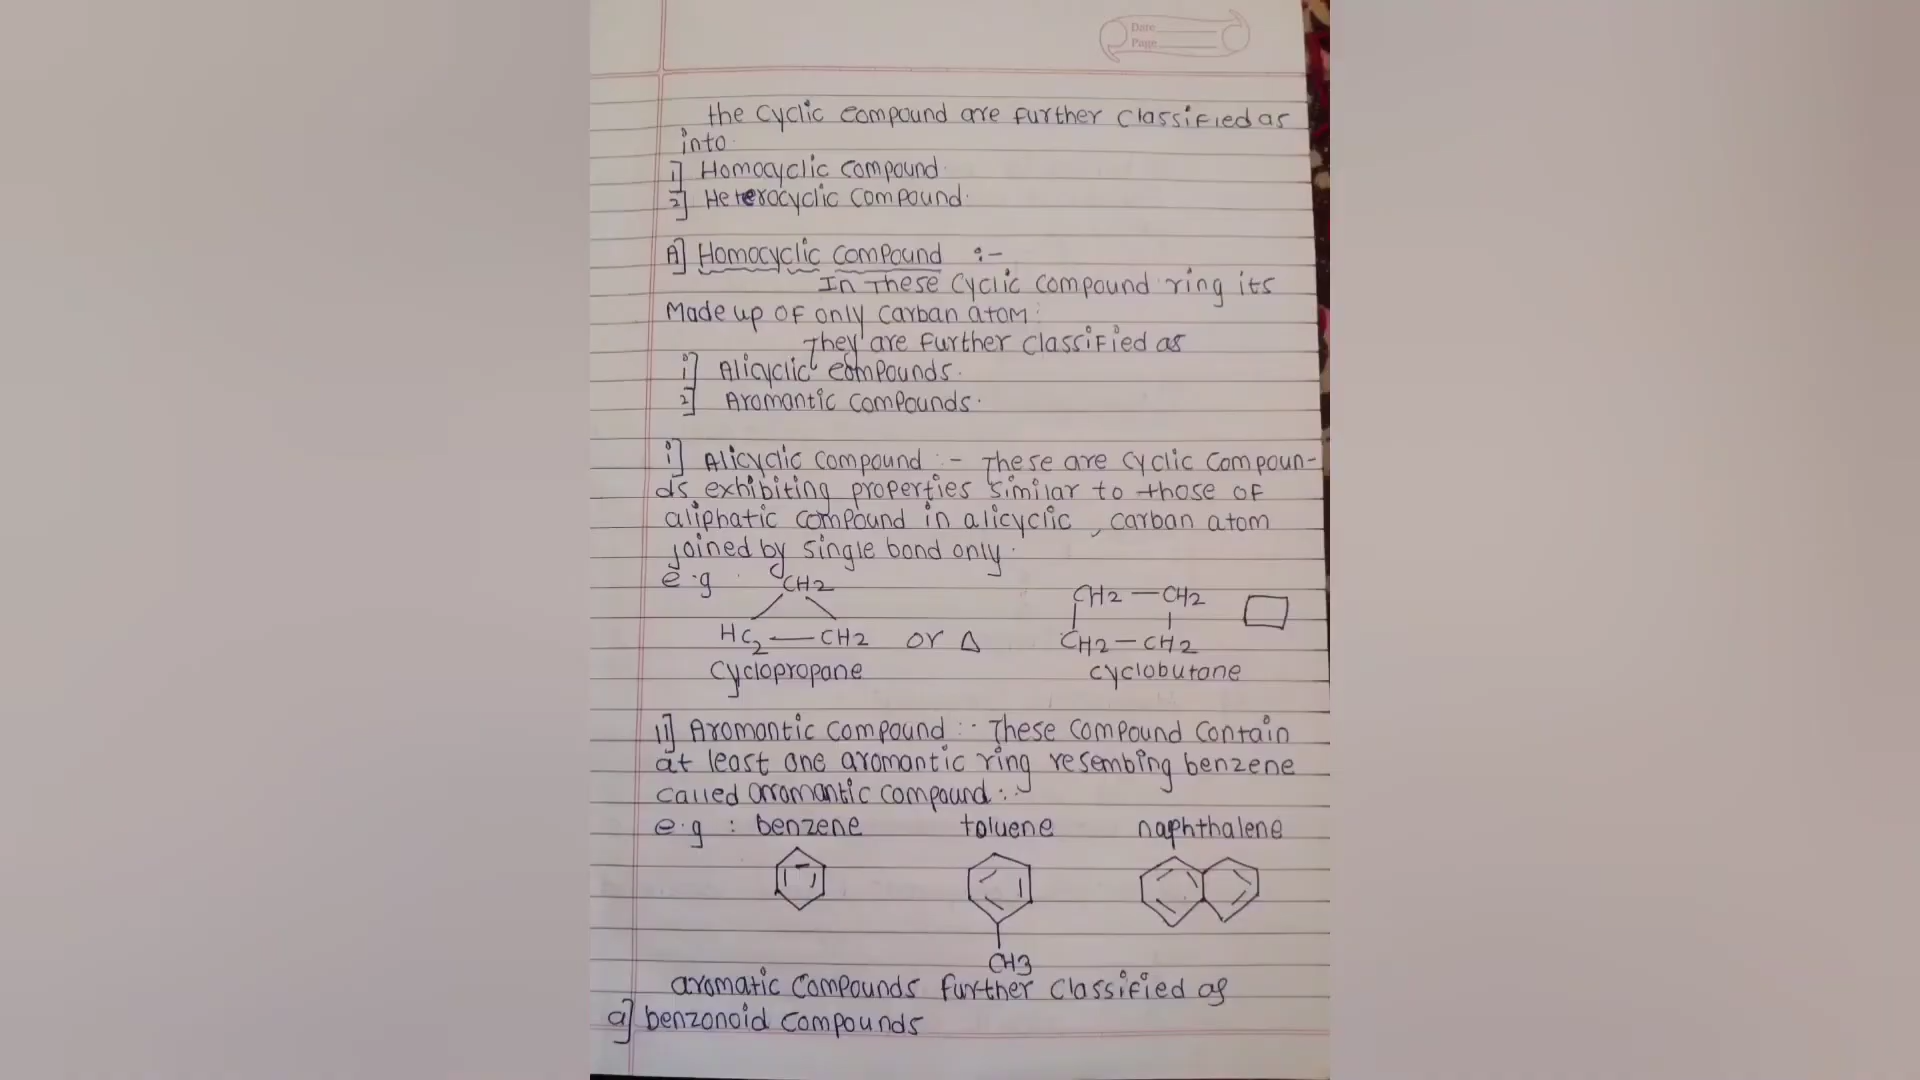 Date
Page
the cyclic compound are further classified as
into.
1] Homocyclic compound.
2] Heterocyclic compound.
A] Homocyclic compound :-
In These cyclic compound ring its
Made up of only carban atom.
They are further classified as
i] Alicyclic compounds.
2] Aromantic compounds.
i] Alicyclic compound :- These are cyclic compoun-
ds exhibiting properties similar to those of
aliphatic compound in alicyclic, carban atom
joined by single bond only.
e.g CH2
CH2 — CH2
HC2 — CH2 or
CH2 — CH2
cyclopropane cyclobutane
ii] Aromantic compound :- These compound contain
at least one aromantic ring resembing benzene
called arromantic compound :-
e.g : benzene toluene naphthalene
CH3
aromatic compounds further classified as
a] benzonoid compounds